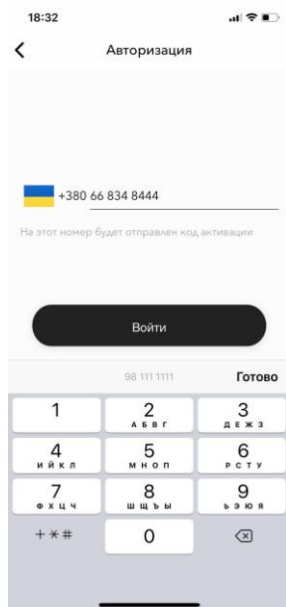 18:32
Авторизация
+380 66 834 8444
На этот номер будет отправлен код активации
Войти
98 111 1111
Готово
1
2
АБВГ
3
ДЕЖЗ
4
ИЙКЛ
5
МНОП
6
РСТУ
7
ФХЦЧ
8
ШЩЪЫ
9
ЬЭЮЯ
+*#
0